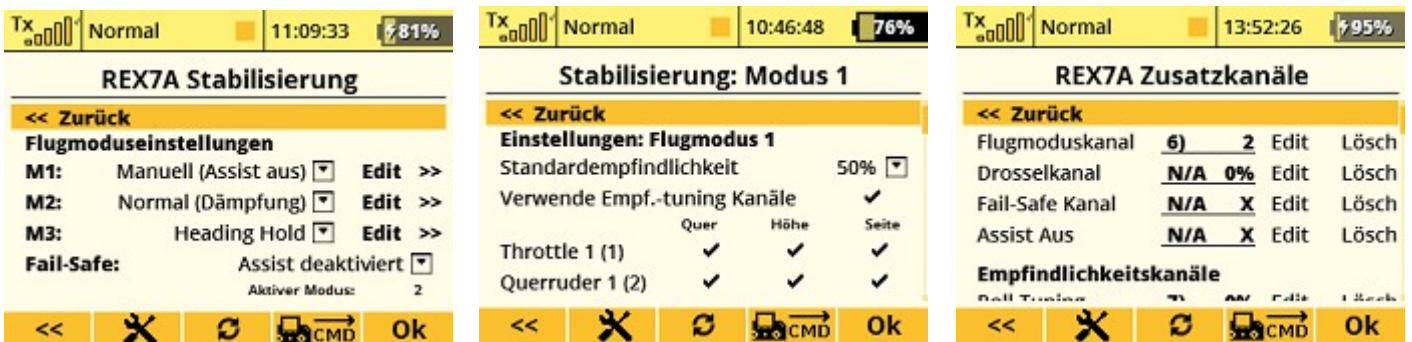 Tx Normal 11:09:33 81%
REX7A Stabilisierung
<< Zurück
Flugmoduseinstellungen
M1: Manuell (Assist aus) Edit >>
M2: Normal (Dämpfung) Edit >>
M3: Heading Hold Edit >>
Fail-Safe: Assist deaktiviert
Aktiver Modus: 2
<< CMD Ok
Tx Normal 10:46:48 76%
Stabilisierung: Modus 1
<< Zurück
Einstellungen: Flugmodus 1
Standardempfindlichkeit 50%
Verwende Empf.-tuning Kanäle
Quer Höhe Seite
Throttle 1 (1)
Querruder 1 (2)
<< CMD Ok
Tx Normal 13:52:26 95%
REX7A Zusatzkanäle
<< Zurück
Flugmoduskanal 6) 2 Edit Lösch
Drosselkanal N/A 0% Edit Lösch
Fail-Safe Kanal N/A X Edit Lösch
Assist Aus N/A X Edit Lösch
Empfindlichkeitskanäle
<< CMD Ok